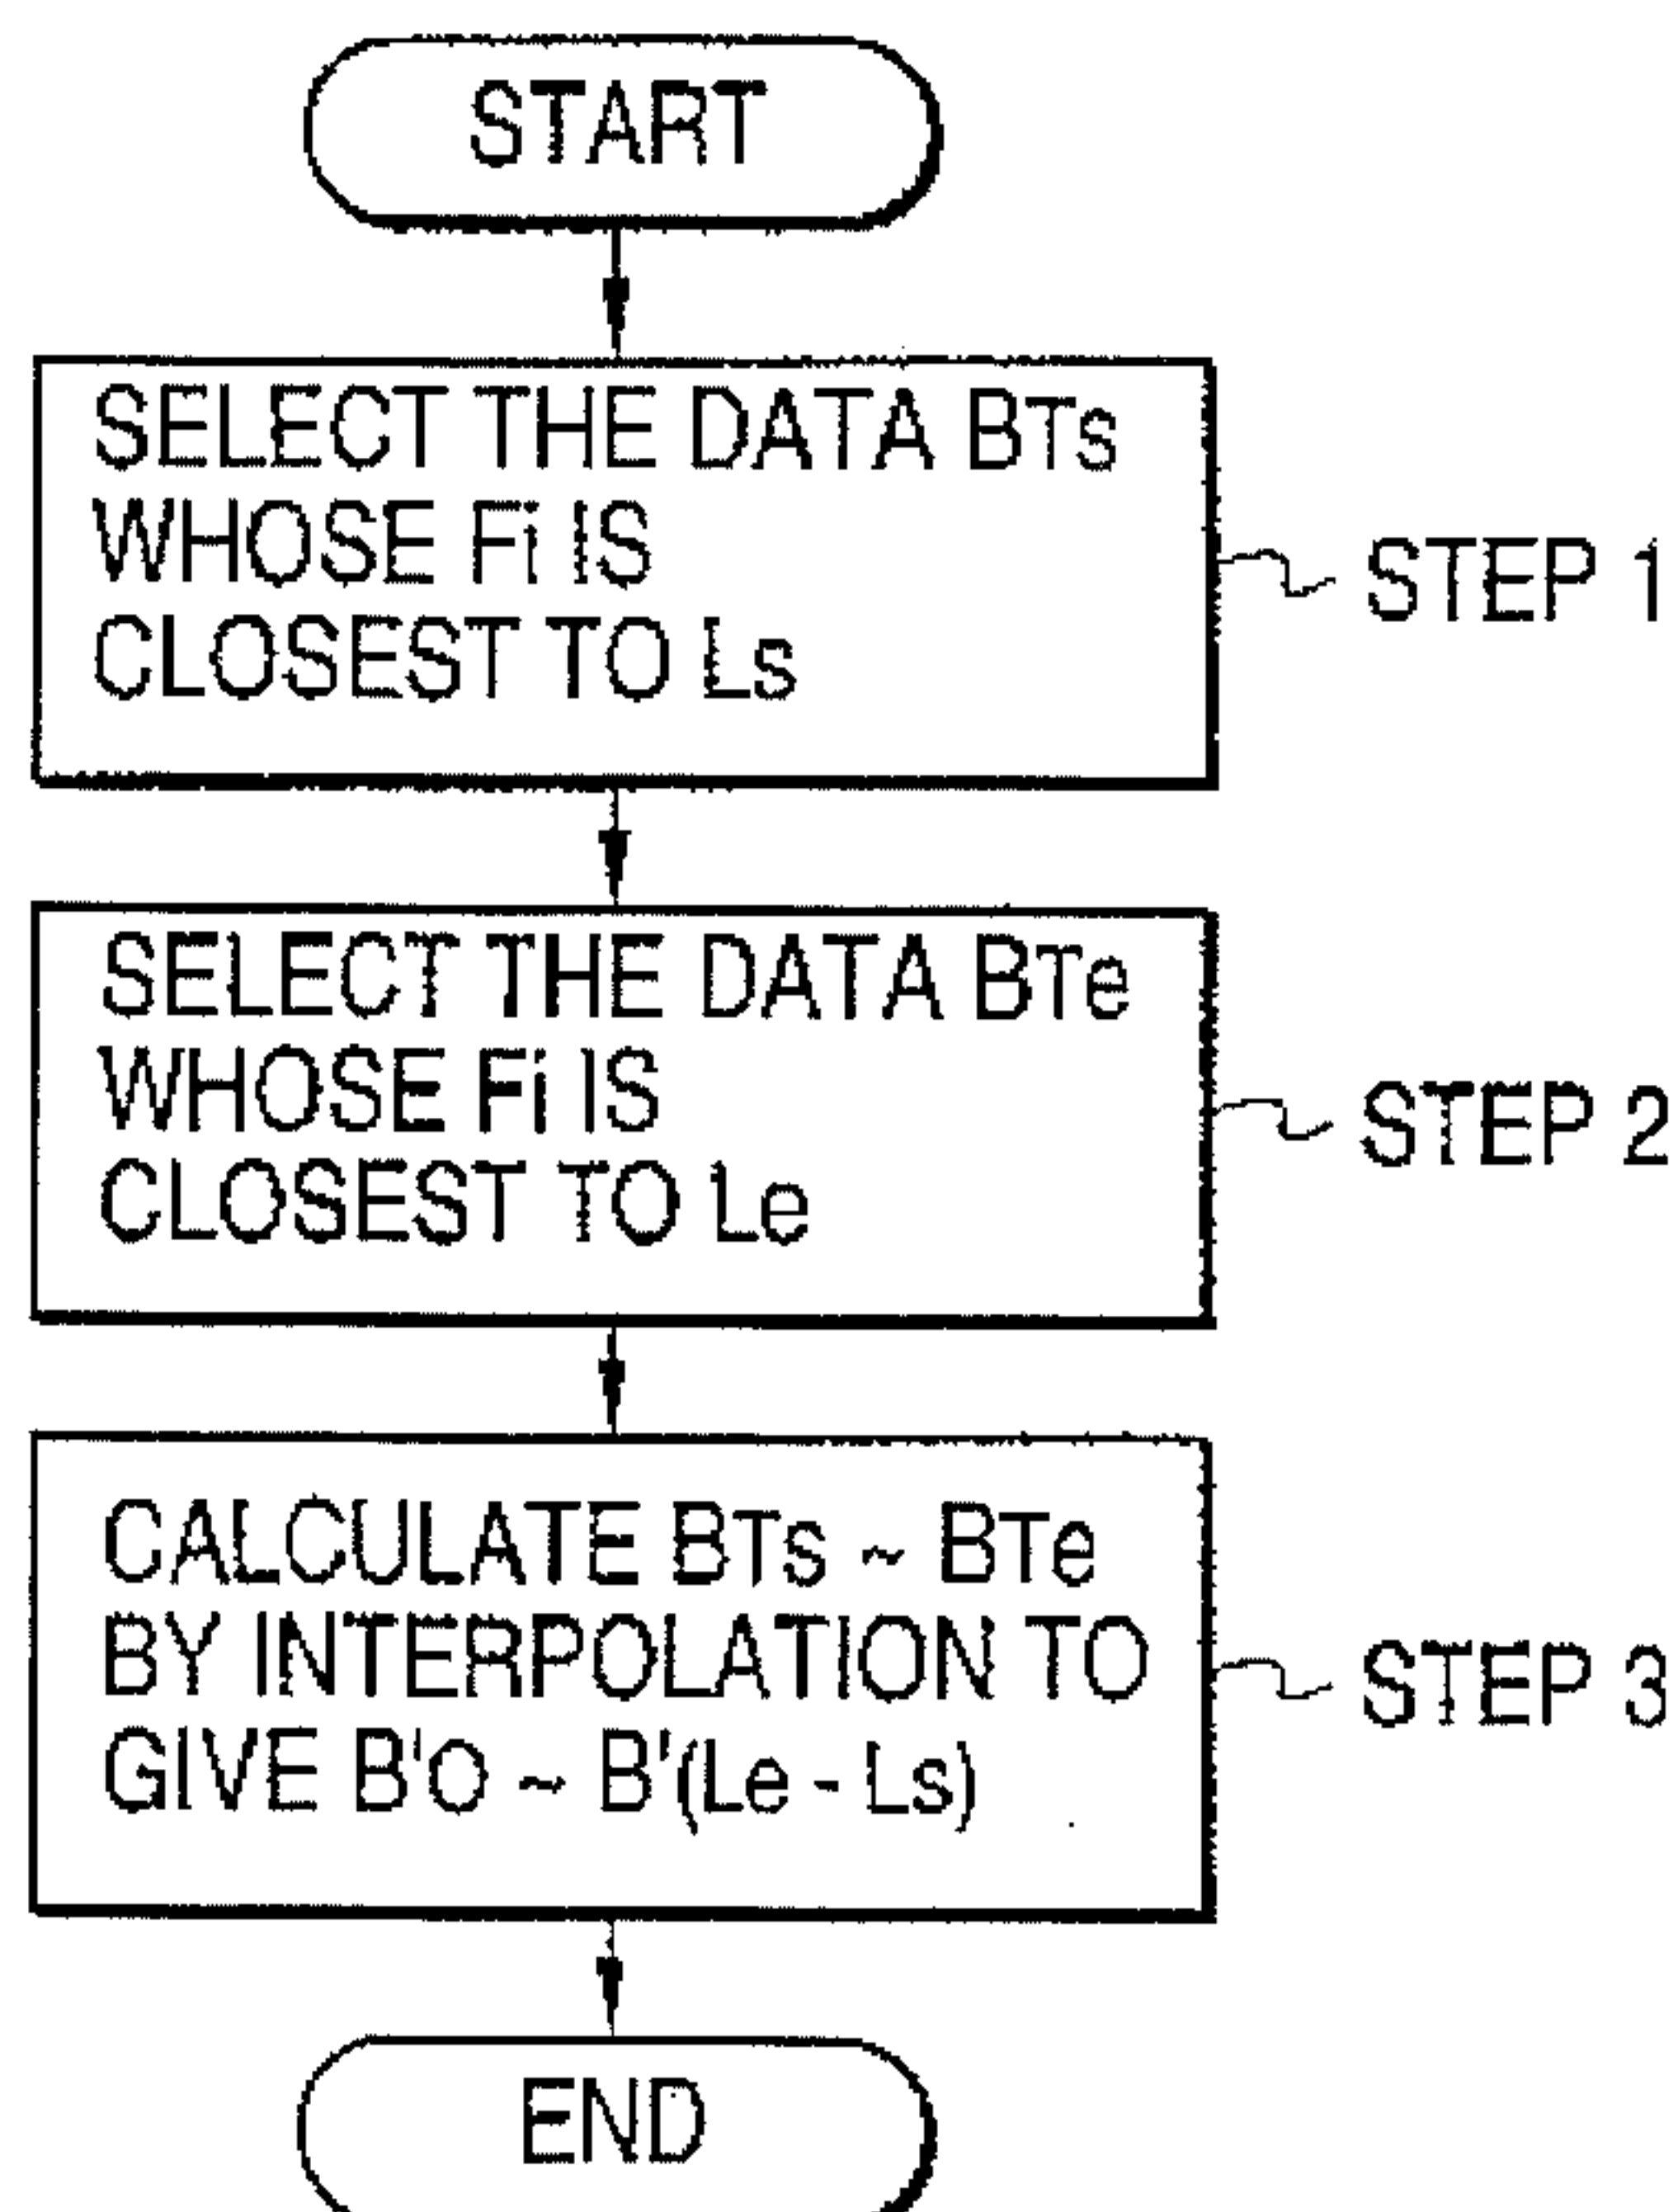 START
SELECT THE DATA BTs
WHOSE Fi IS
CLOSEST TO Ls
STEP 1
SELECT THE DATA BTe
WHOSE Fi IS
CLOSEST TO Le
STEP 2
CALCULATE BTs ~ BTe
BY INTERPOLATION TO
GIVE B'0 ~ B'(Le - Ls)
STEP 3
END